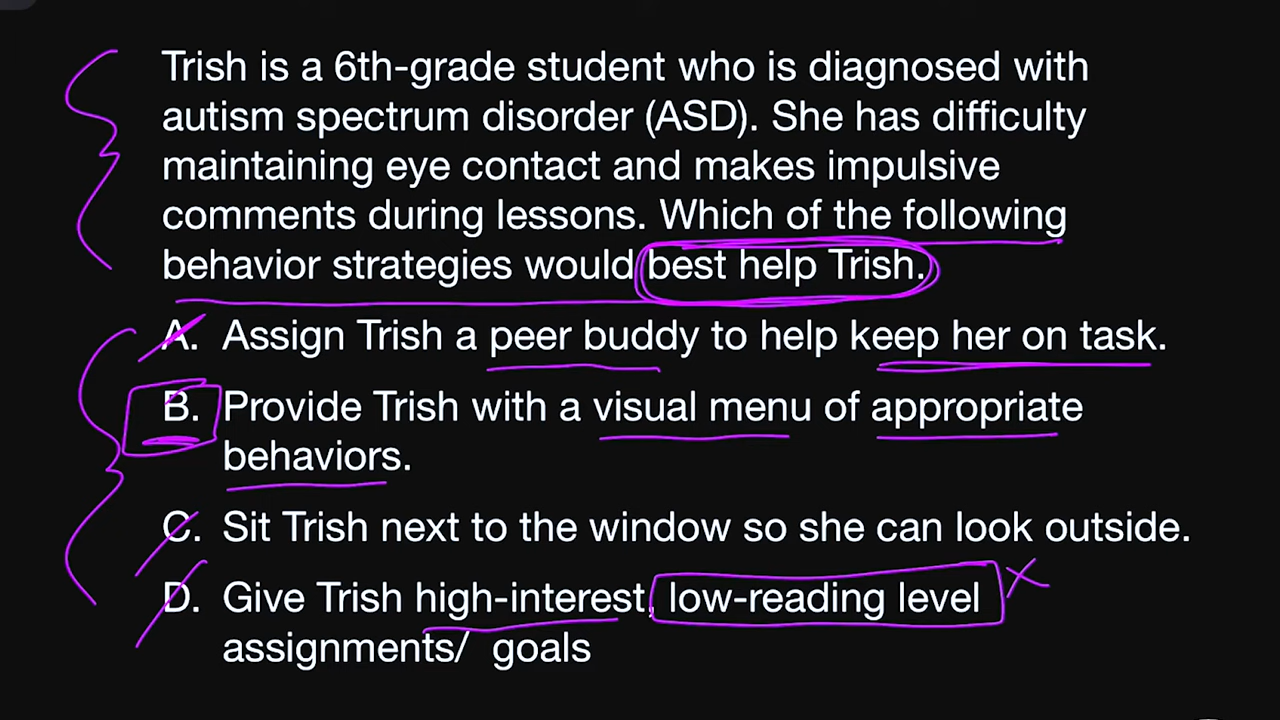 Trish is a 6th-grade student who is diagnosed with
autism spectrum disorder (ASD). She has difficulty
maintaining eye contact and makes impulsive
comments during lessons. Which of the following
behavior strategies would best help Trish.
A. Assign Trish a peer buddy to help keep her on task.
B. Provide Trish with a visual menu of appropriate
behaviors.
C. Sit Trish next to the window so she can look outside.
D. Give Trish high-interest, low-reading level
assignments/ goals